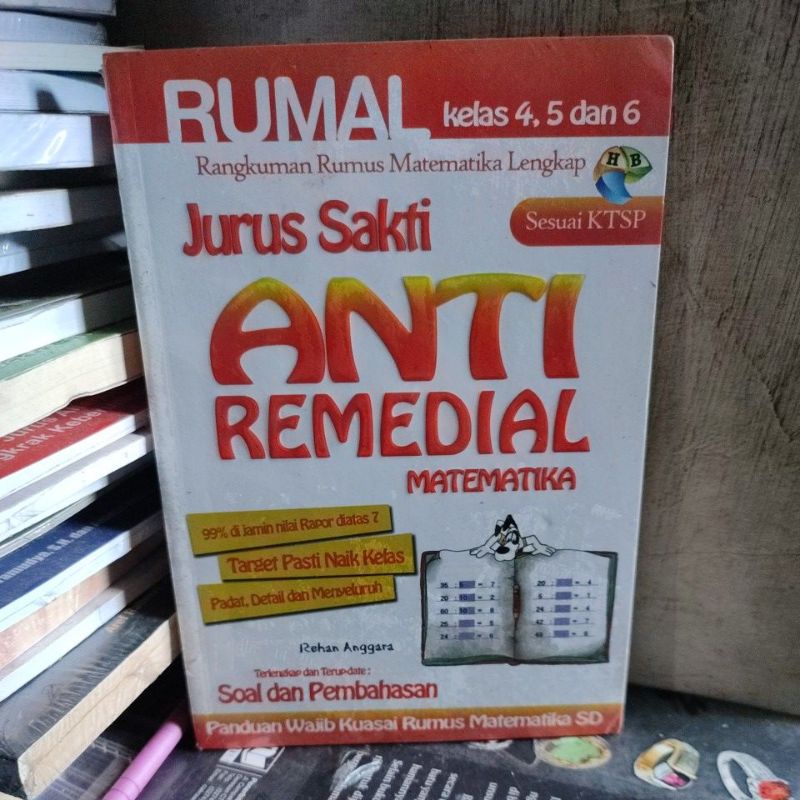 RUMAL kelas 4, 5 dan 6
Rangkuman Rumus Matematika Lengkap
H B
Sesuai KTSP
Jurus Sakti
ANTI
REMEDIAL
MATEMATIKA
99% di jamin nilai Rapor diatas 7
Target Pasti Naik Kelas
Padat, Detail dan Menyeluruh
Rehan Anggara
Terlengkap dan Terup-date :
Soal dan Pembahasan
Panduan Wajib Kuasai Rumus Matematika SD